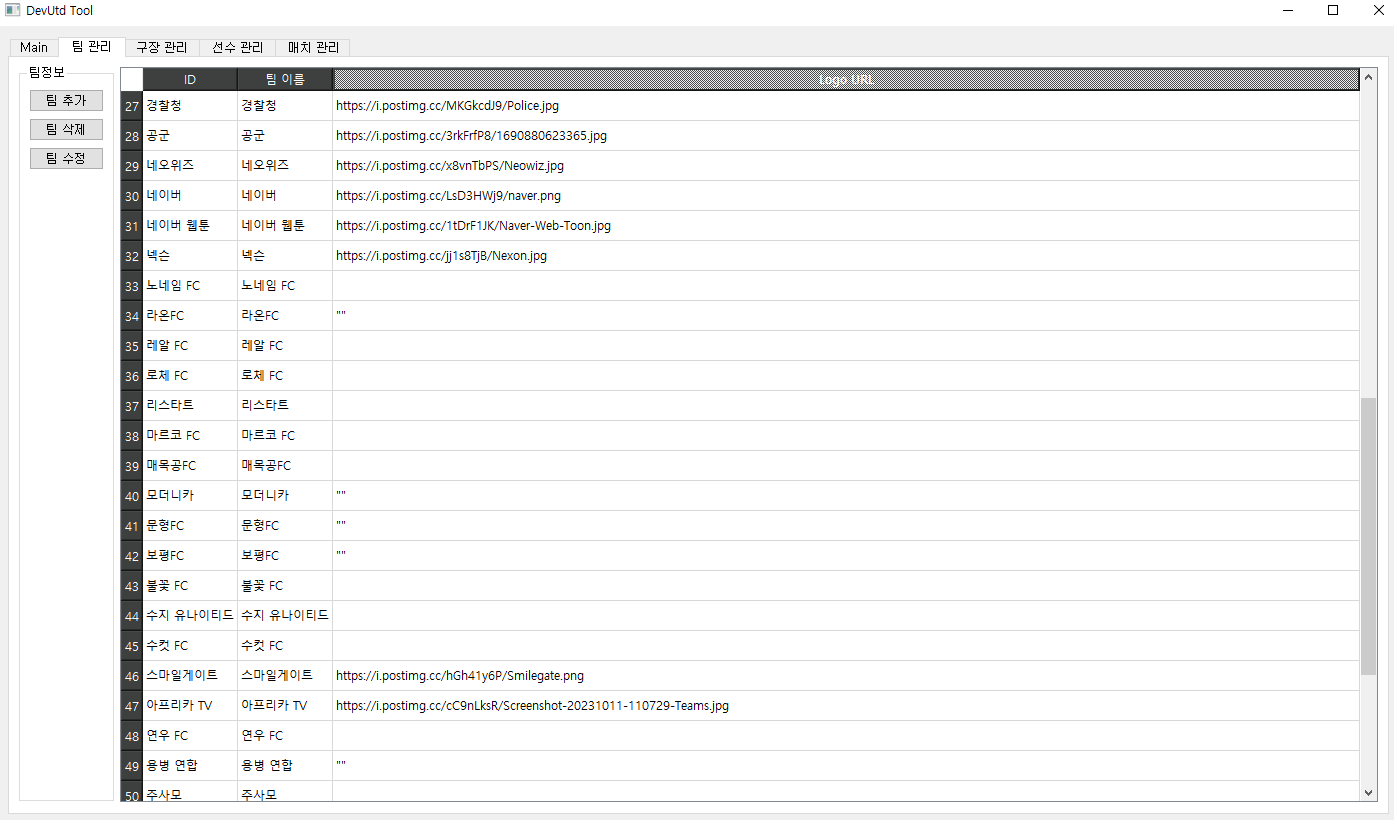 DevUtd Tool
Main 팀 관리 구장 관리 선수 관리 매치 관리
팀정보
팀 추가
팀 삭제
팀 수정
ID 팀 이름 Logo URL
27 경찰청 경찰청 https://i.postimg.cc/MKGkcdJ9/Police.jpg
28 공군 공군 https://i.postimg.cc/3rkFrfP8/1690880623365.jpg
29 네오위즈 네오위즈 https://i.postimg.cc/x8vnTbPS/Neowiz.jpg
30 네이버 네이버 https://i.postimg.cc/LsD3HWj9/naver.png
31 네이버 웹툰 네이버 웹툰 https://i.postimg.cc/1tDrF1JK/Naver-Web-Toon.jpg
32 넥슨 넥슨 https://i.postimg.cc/jj1s8TjB/Nexon.jpg
33 노네임 FC 노네임 FC
34 라온FC 라온FC ""
35 레알 FC 레알 FC
36 로체 FC 로체 FC
37 리스타트 리스타트
38 마르코 FC 마르코 FC
39 매목공FC 매목공FC
40 모더니카 모더니카 ""
41 문형FC 문형FC ""
42 보평FC 보평FC ""
43 불꽃 FC 불꽃 FC
44 수지 유나이티드 수지 유나이티드
45 수컷 FC 수컷 FC
46 스마일게이트 스마일게이트 https://i.postimg.cc/hGh41y6P/Smilegate.png
47 아프리카 TV 아프리카 TV https://i.postimg.cc/cC9nLksR/Screenshot-20231011-110729-Teams.jpg
48 연우 FC 연우 FC
49 용병 연합 용병 연합 ""
50 주사모 주사모